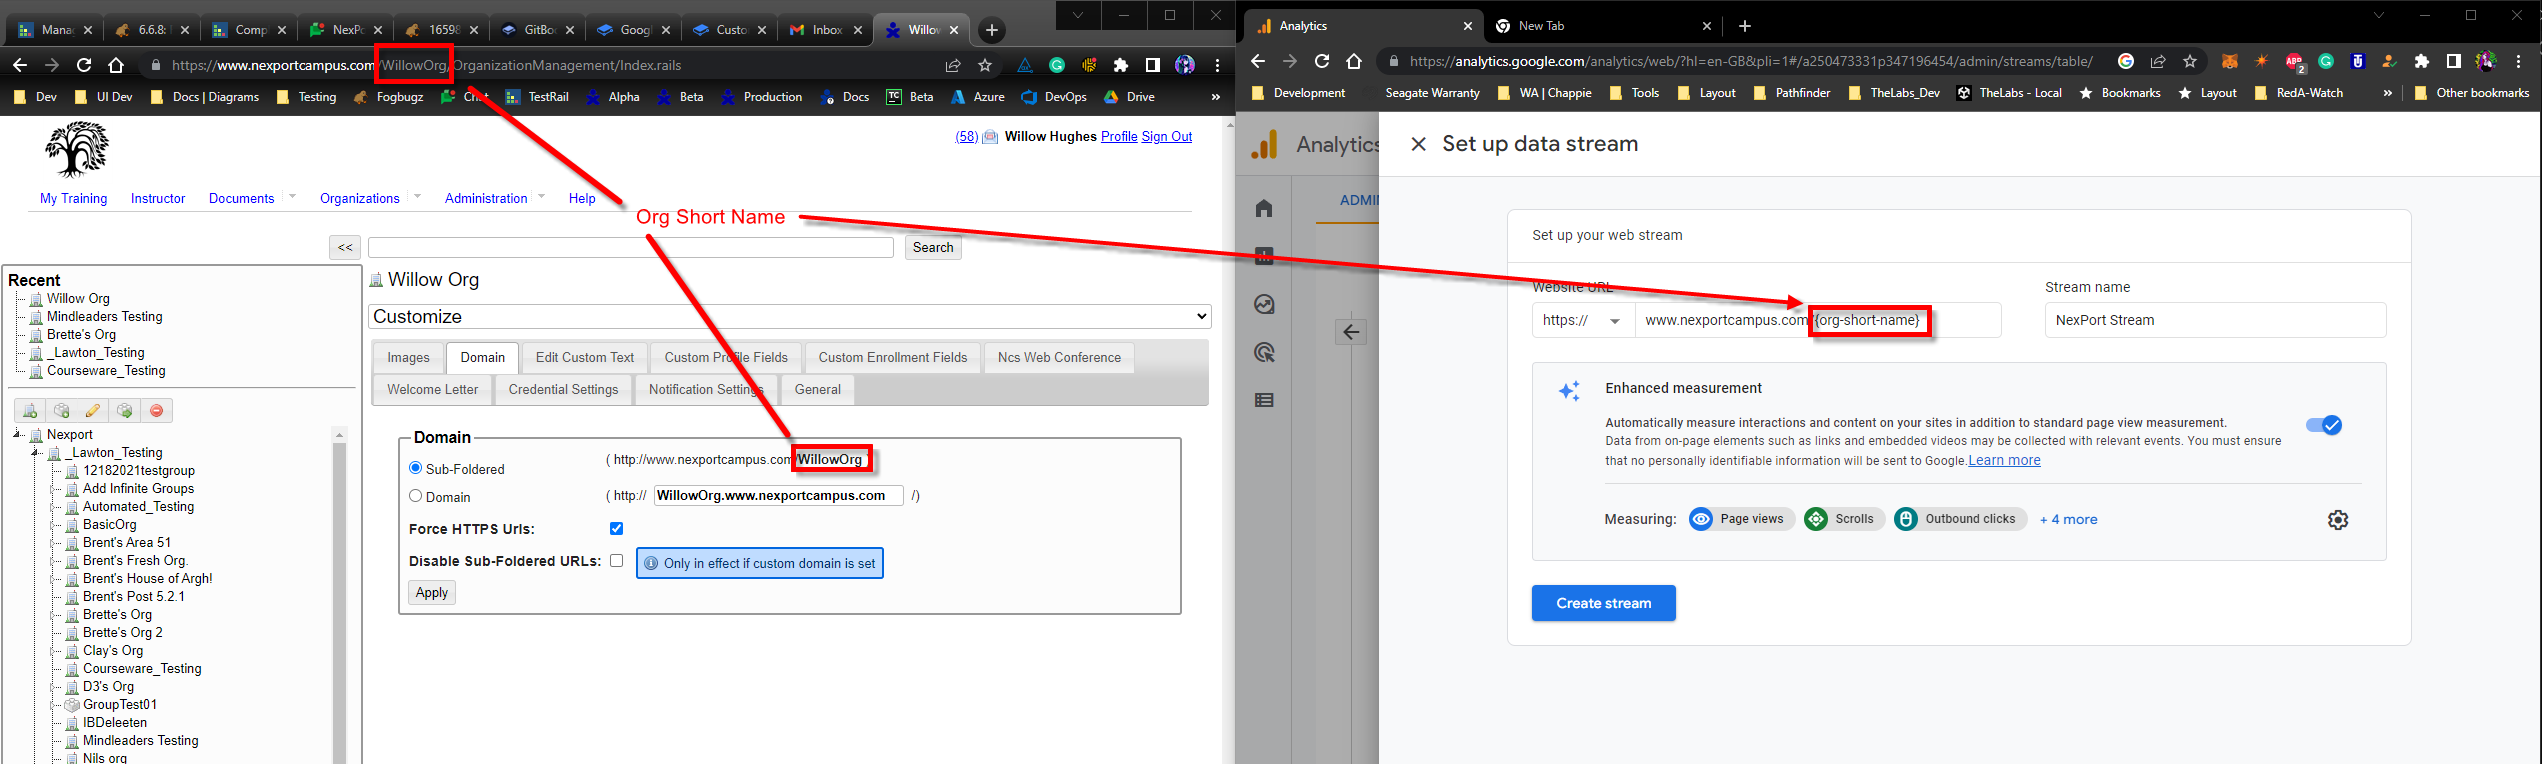 Mana
6.6.8: I
Comp
NexPo
16598
GitBoo
Googl
Custo
Inbox
Willov
https://www.nexportcampus.com/WillowOrg/OrganizationManagement/Index.rails
Dev
UI Dev
Docs | Diagrams
Testing
Fogbugz
TestRail
Alpha
Beta
Production
Docs
Beta
Azure
DevOps
Drive
»
(58) Willow Hughes Profile Sign Out
My Training
Instructor
Documents
Organizations
Administration
Help
Org Short Name
<<
Search
Recent
Willow Org
Mindleaders Testing
Brette's Org
_Lawton_Testing
Courseware_Testing
Nexport
_Lawton_Testing
12182021testgroup
Add Infinite Groups
Automated_Testing
BasicOrg
Brent's Area 51
Brent's Fresh Org.
Brent's House of Argh!
Brent's Post 5.2.1
Brette's Org
Brette's Org 2
Clay's Org
Courseware_Testing
D3's Org
GroupTest01
IBDeleeten
Mindleaders Testing
Nils org
Willow Org
Customize
Images
Domain
Edit Custom Text
Custom Profile Fields
Custom Enrollment Fields
Ncs Web Conference
Welcome Letter
Credential Settings
Notification Settings
General
Domain
Sub-Foldered
( http://www.nexportcampus.com/WillowOrg
Domain
( http:// WillowOrg.www.nexportcampus.com /)
Force HTTPS Urls:
Disable Sub-Foldered URLs:
Only in effect if custom domain is set
Apply
Analytics
New Tab
https://analytics.google.com/analytics/web/?hl=en-GB&pli=1#/a250473331p347196454/admin/streams/table/
ABP
2
Development
Seagate Warranty
WA | Chappie
Tools
Layout
Pathfinder
TheLabs_Dev
TheLabs - Local
Bookmarks
Layout
RedA-Watch
»
Other bookmarks
Analytics
ADMIN
Set up data stream
Set up your web stream
Website URL
Stream name
https://
www.nexportcampus.com/{org-short-name}
NexPort Stream
Enhanced measurement
Automatically measure interactions and content on your sites in addition to standard page view measurement.
Data from on-page elements such as links and embedded videos may be collected with relevant events. You must ensure
that no personally identifiable information will be sent to Google. Learn more
Measuring:
Page views
Scrolls
Outbound clicks
+ 4 more
Create stream